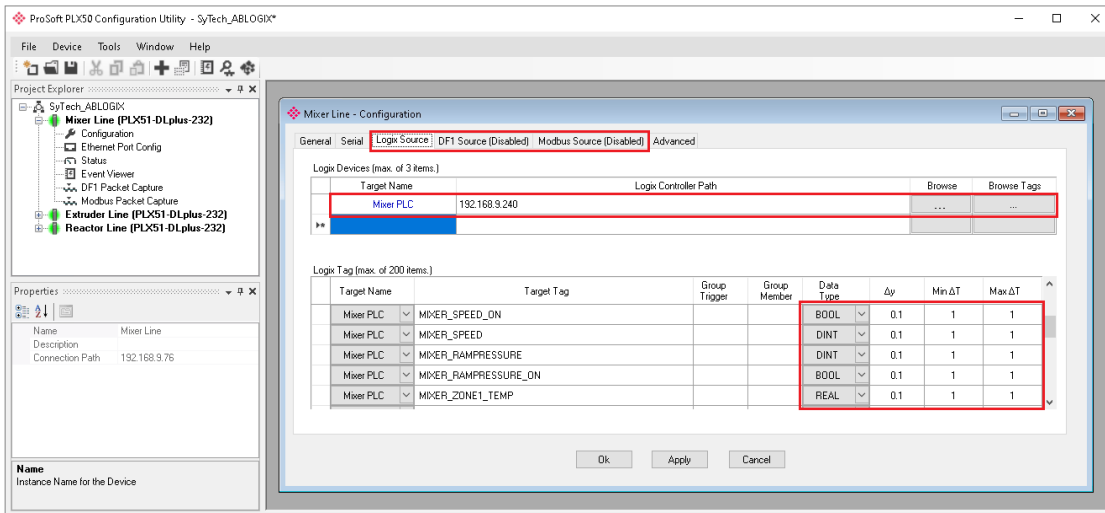 ProSoft PLX50 Configuration Utility - SyTech_ABLOGIX*
File Device Tools Window Help
Project Explorer
SyTech_ABLOGIX
Mixer Line (PLX51-DLplus-232)
Configuration
Ethernet Port Config
Status
Event Viewer
DF1 Packet Capture
Modbus Packet Capture
Extruder Line (PLX51-DLplus-232)
Reactor Line (PLX51-DLplus-232)
Properties
Name Mixer Line
Description
Connection Path 192.168.9.76
Name
Instance Name for the Device
Mixer Line - Configuration
General Serial Logix Source DF1 Source (Disabled) Modbus Source (Disabled) Advanced
Logix Devices (max. of 3 items.)
Target Name Logix Controller Path Browse Browse Tags
Mixer PLC 192.168.9.240 ... ...
Logix Tag (max. of 200 items.)
Target Name Target Tag Group Trigger Group Member Data Type Δy Min ΔT Max ΔT
Mixer PLC MIXER_SPEED_ON BOOL 0.1 1 1
Mixer PLC MIXER_SPEED DINT 0.1 1 1
Mixer PLC MIXER_RAMPRESSURE DINT 0.1 1 1
Mixer PLC MIXER_RAMPRESSURE_ON BOOL 0.1 1 1
Mixer PLC MIXER_ZONE1_TEMP REAL 0.1 1 1
Ok Apply Cancel